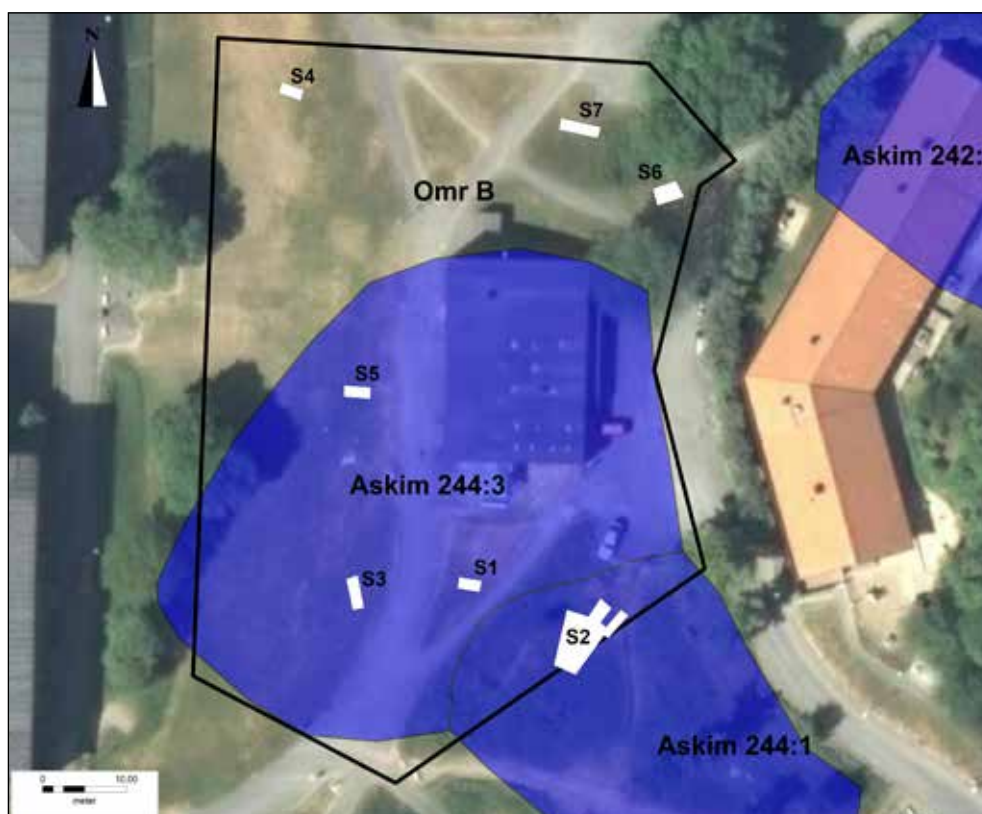 N
S4
S7
S6
Omr B
Askim 242:
S5
Askim 244:3
S1
S3
S2
Askim 244:1
0 10,00
meter